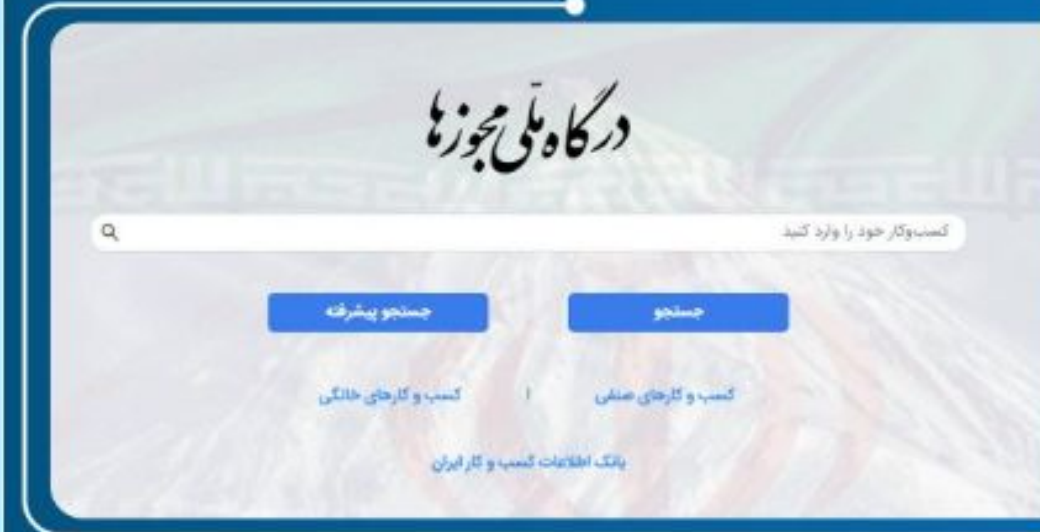 درگاه ملّی مجوزها
کسب‌وکار خود را وارد کنید
جستجو
جستجو پیشرفته
کسب و کارهای صنفی | کسب و کارهای خانگی
بانک اطلاعات کسب و کار ایران